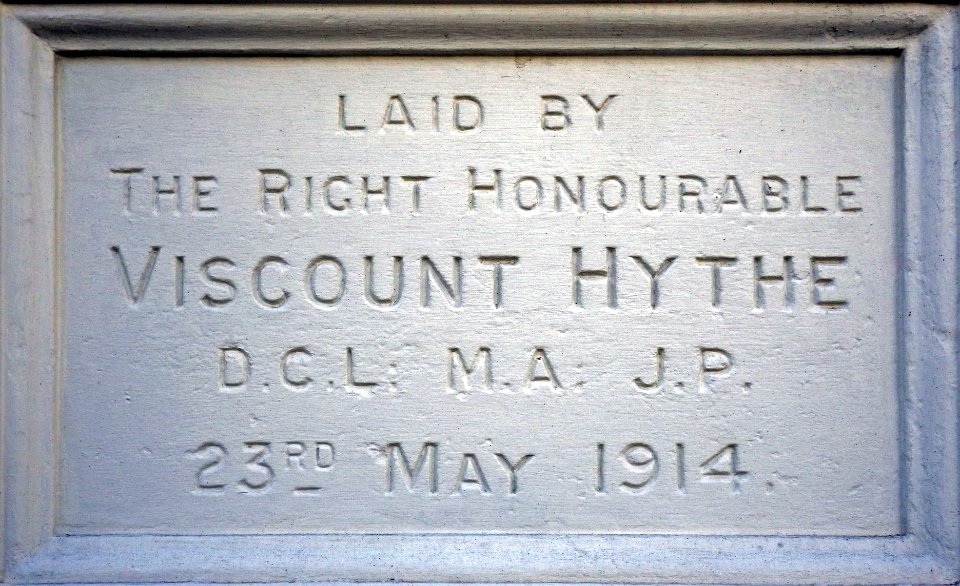 LAID BY
THE RIGHT HONOURABLE
VISCOUNT HYTHE
D.C.L: M.A: J.P.
23RD MAY 1914.